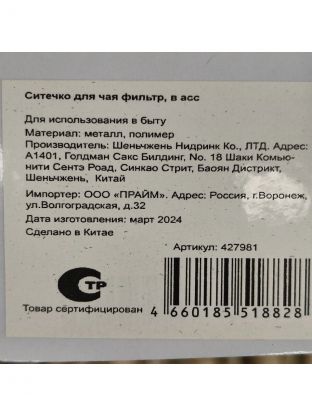 Ситечко для чая фильтр, в асс
Для использования в быту
Материал: металл, полимер
Производитель: Шеньчжень Нидринк Ко., ЛТД. Адрес:
А1401, Голдман Сакс Билдинг, No. 18 Шаки Комью-
нити Сентэ Роад, Синкао Стрит, Баоян Дистрикт,
Шеньчжень, Китай
Импортер: ООО «ПРАЙМ». Адрес: Россия, г.Воронеж,
ул.Волгоградская, д.32
Дата изготовления: март 2024
Сделано в Китае
Артикул: 427981
СТР
Товар сертифицирован
4 660185 518828